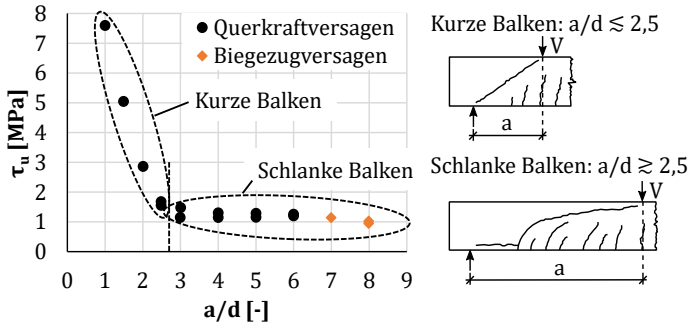 8
7
6
5
4
3
2
1
0
τu [MPa]
Querkraftversagen
Biegezugversagen
Kurze Balken
Schlanke Balken
0 1 2 3 4 5 6 7 8 9
a/d [-]
Kurze Balken: a/d ≲ 2,5
V
a
Schlanke Balken: a/d ≳ 2,5
V
a